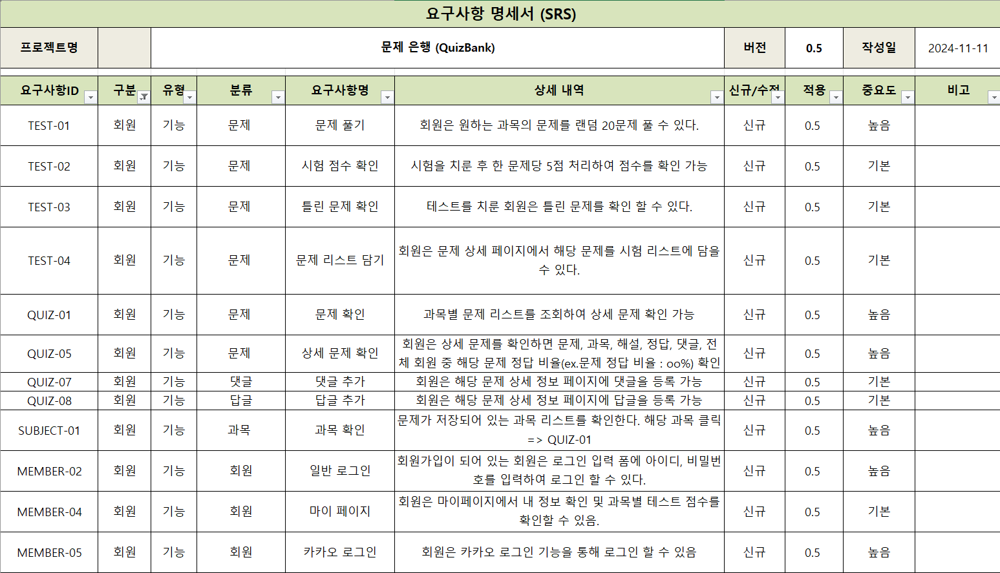 요구사항 명세서 (SRS)
프로젝트명 문제 은행 (QuizBank) 버전 0.5 작성일 2024-11-11
요구사항ID 구분 유형 분류 요구사항명 상세 내역 신규/수정 적용 중요도 비고
TEST-01 회원 기능 문제 문제 풀기 회원은 원하는 과목의 문제를 랜덤 20문제 풀 수 있다. 신규 0.5 높음
TEST-02 회원 기능 문제 시험 점수 확인 시험을 치룬 후 한 문제당 5점 처리하여 점수를 확인 가능 신규 0.5 기본
TEST-03 회원 기능 문제 틀린 문제 확인 테스트를 치룬 회원은 틀린 문제를 확인 할 수 있다. 신규 0.5 기본
TEST-04 회원 기능 문제 문제 리스트 담기 회원은 문제 상세 페이지에서 해당 문제를 시험 리스트에 담을
수 있다. 신규 0.5 기본
QUIZ-01 회원 기능 문제 문제 확인 과목별 문제 리스트를 조회하여 상세 문제 확인 가능 신규 0.5 높음
QUIZ-05 회원 기능 문제 상세 문제 확인 회원은 상세 문제를 확인하면 문제, 과목, 해설, 정답, 댓글, 전
체 회원 중 해당 문제 정답 비율(ex.문제 정답 비율 : oo%) 확인 신규 0.5 높음
QUIZ-07 회원 기능 댓글 댓글 추가 회원은 해당 문제 상세 정보 페이지에 댓글을 등록 가능 신규 0.5 기본
QUIZ-08 회원 기능 답글 답글 추가 회원은 해당 문제 상세 정보 페이지에 답글을 등록 가능 신규 0.5 기본
SUBJECT-01 회원 기능 과목 과목 확인 문제가 저장되어 있는 과목 리스트를 확인한다. 해당 과목 클릭
=> QUIZ-01 신규 0.5 높음
MEMBER-02 회원 기능 회원 일반 로그인 회원가입이 되어 있는 회원은 로그인 입력 폼에 아이디, 비밀번
호를 입력하여 로그인 할 수 있다. 신규 0.5 높음
MEMBER-04 회원 기능 회원 마이 페이지 회원은 마이페이지에서 내 정보 확인 및 과목별 테스트 점수를
확인할 수 있음. 신규 0.5 기본
MEMBER-05 회원 기능 회원 카카오 로그인 회원은 카카오 로그인 기능을 통해 로그인 할 수 있음 신규 0.5 높음